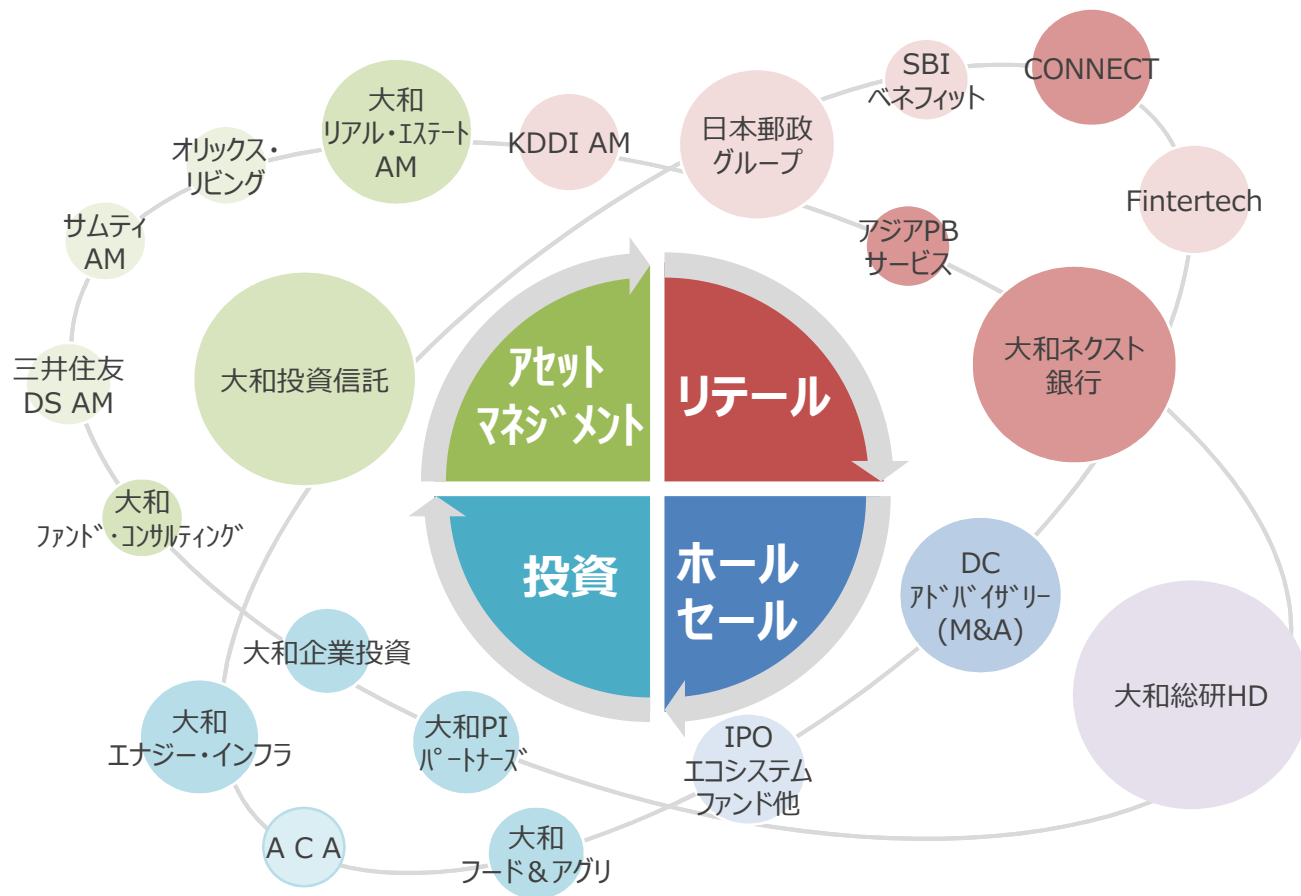 SBI
ベネフィット
CONNECT
大和
リアル・エステート
AM
KDDI AM
日本郵政
グループ
オリックス・
リビング
Fintertech
サムティ
AM
アジアPB
サービス
三井住友
DS AM
大和投資信託
アセット
マネジメント
リテール
大和ネクスト
銀行
大和
ファンド・コンサルティング
投資
ホール
セール
DC
アドバイザリー
(M&A)
大和企業投資
大和総研HD
大和
エナジー・インフラ
大和PI
パートナーズ
IPO
エコシステム
ファンド他
ＡＣＡ
大和
フード＆アグリ